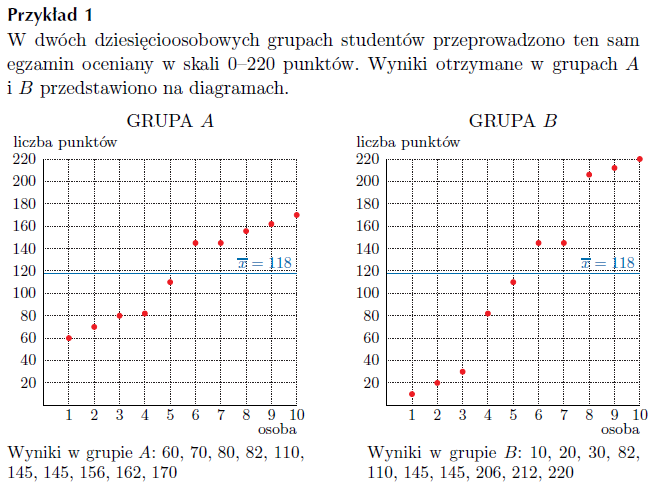 Przykład 1
W dwóch dziesięcioosobowych grupach studentów przeprowadzono ten sam
egzamin oceniany w skali 0–220 punktów. Wyniki otrzymane w grupach A
i B przedstawiono na diagramach.
GRUPA A
liczba punktów
220
200
180
160
140
120
100
80
60
40
20
x̅ = 118
1 2 3 4 5 6 7 8 9 10
osoba
Wyniki w grupie A: 60, 70, 80, 82, 110,
145, 145, 156, 162, 170
GRUPA B
liczba punktów
220
200
180
160
140
120
100
80
60
40
20
x̅ = 118
1 2 3 4 5 6 7 8 9 10
osoba
Wyniki w grupie B: 10, 20, 30, 82,
110, 145, 145, 206, 212, 220